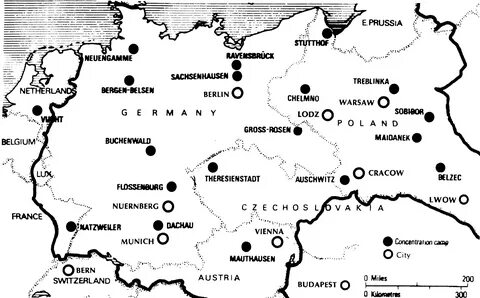 E. PRUSSIA
STUTTHOF
NEUENGAMME
RAVENSBRÜCK
SACHSENHAUSEN
BERLIN
TREBLINKA
NETHERLANDS
BERGEN-BELSEN
CHELMNO
WARSAW
GERMANY
LODZ
SOBIBOR
VUGHT
POLAND
GROSS-ROSEN
MAIDANEK
BELGIUM
BUCHENWALD
THERESIENSTADT
LUX.
FLOSSENBURG
AUSCHWITZ
CRACOW
BELZEC
NUERNBERG
CZECHOSLOVAKIA
LWOW
FRANCE
NATZWEILER
DACHAU
MUNICH
VIENNA
MAUTHAUSEN
Concentration camp
City
BERN
SWITZERLAND
AUSTRIA
BUDAPEST
0 Miles 200
0 Kilometres 300